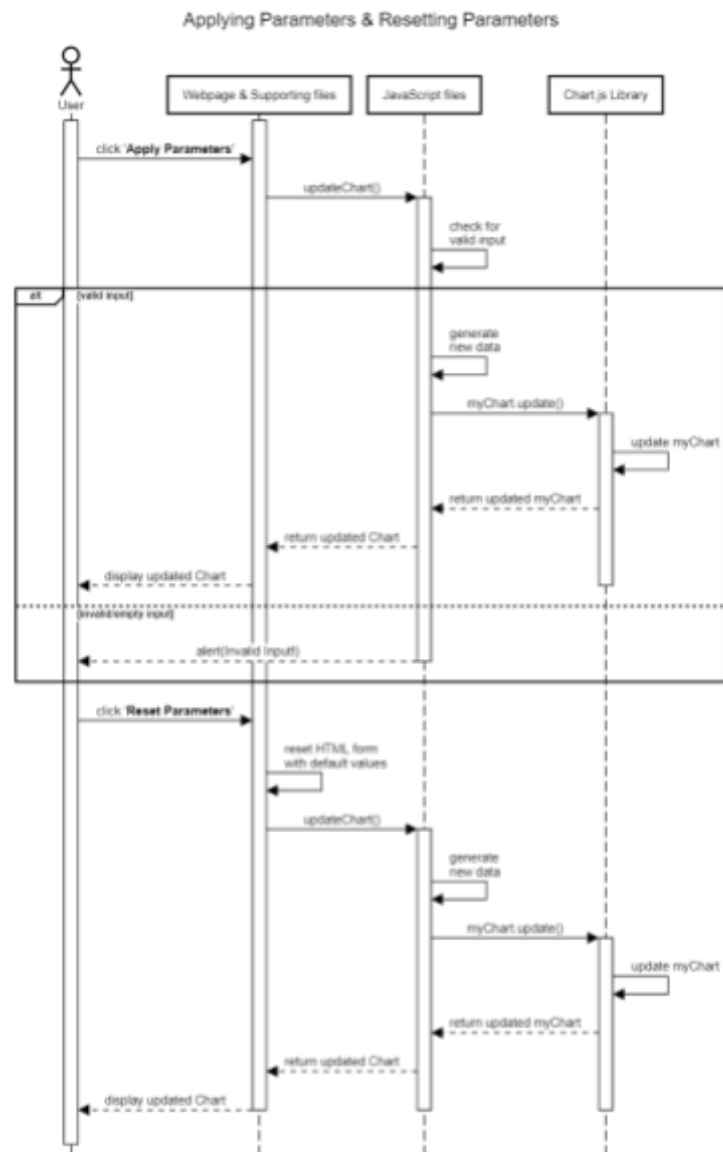 Applying Parameters & Resetting Parameters
User
Webpage & Supporting files
JavaScript files
Chart.js Library
click 'Apply Parameters'
updateChart()
check for
valid input
alt
[valid input]
generate
new data
myChart.update()
update myChart
return updated myChart
return updated Chart
display updated Chart
[invalid/empty input]
alert(Invalid Input!)
click 'Reset Parameters'
reset HTML form
with default values
updateChart()
generate
new data
myChart.update()
update myChart
return updated myChart
return updated Chart
display updated Chart